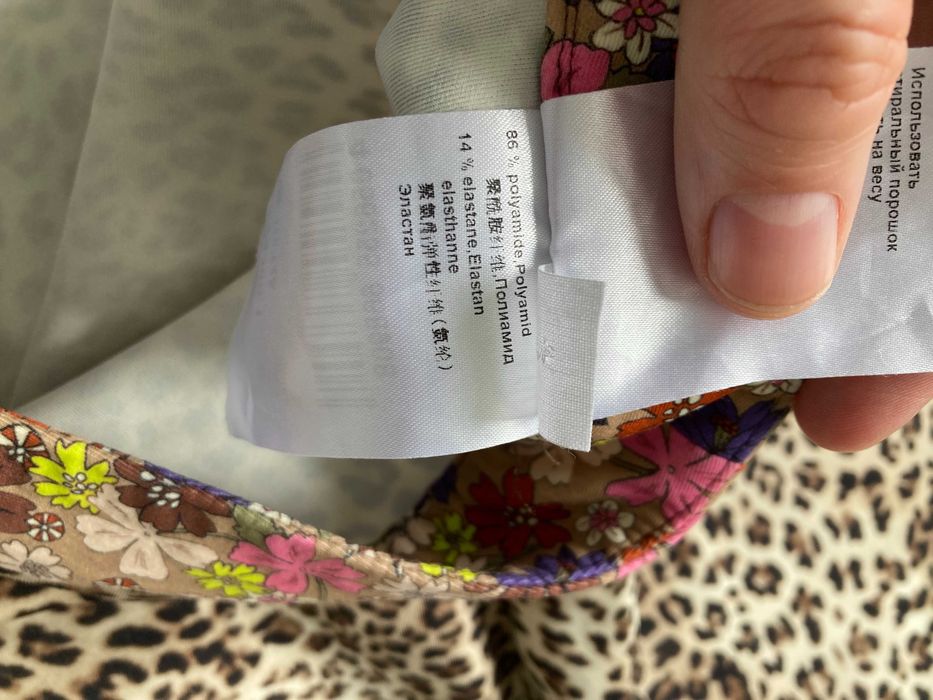 86 % polyamide,Polyamid
聚酰胺纤维,Полиамид
14 % elastane,Elastan
elasthanne
聚氨酯弹性纤维(氨纶)
Эластан
Использовать
порошок
на весу